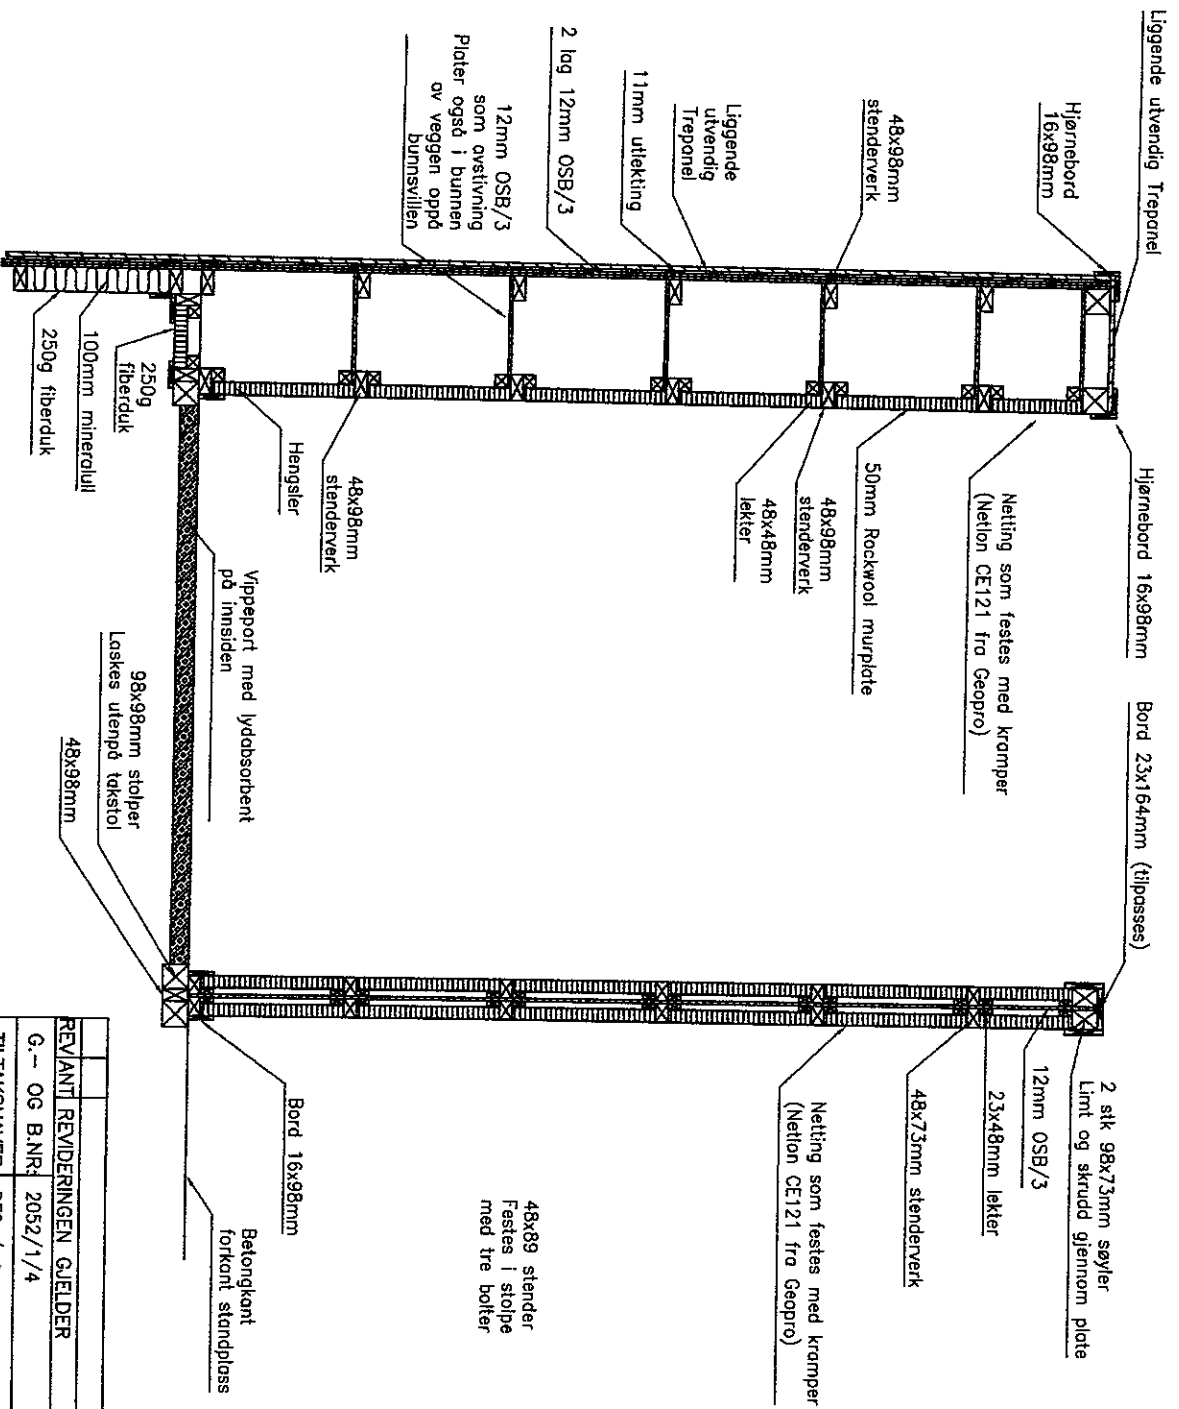 Liggende utvendig Trepanel
Hjørnebord
16x98mm
48x98mm
stenderverk
Liggende
utvendig
Trepanel
11mm utlekting
2 lag 12mm OSB/3
12mm OSB/3
som avstivning
Plater også i bunnen
av veggen oppå
bunnsvillen
Hjørnebord 16x98mm
Bord 23x164mm (tilpasses)
Netting som festes med kramper
(Netlon CE121 fra Geopro)
50mm Rockwool murplate
48x98mm
stenderverk
48x48mm
lekter
48x98mm
stenderverk
Hengsler
250g
fiberduk
100mm mineralull
250g fiberduk
Vippeport med lydabsorbent
på innsiden
98x98mm stolper
Laskes utenpå takstol
48x98mm
2 stk 98x73mm søyler
Limt og skrudd gjennom plate
12mm OSB/3
23x48mm lekter
48x73mm stenderverk
Netting som festes med kramper
(Netlon CE121 fra Geopro)
48x89 stender
Festes i stolpe
med tre bolter
Bord 16x98mm
Betongkant
forkant standplass
REV ANT REVIDERINGEN GJELDER
G.- OG B.NR: 2052/1/4